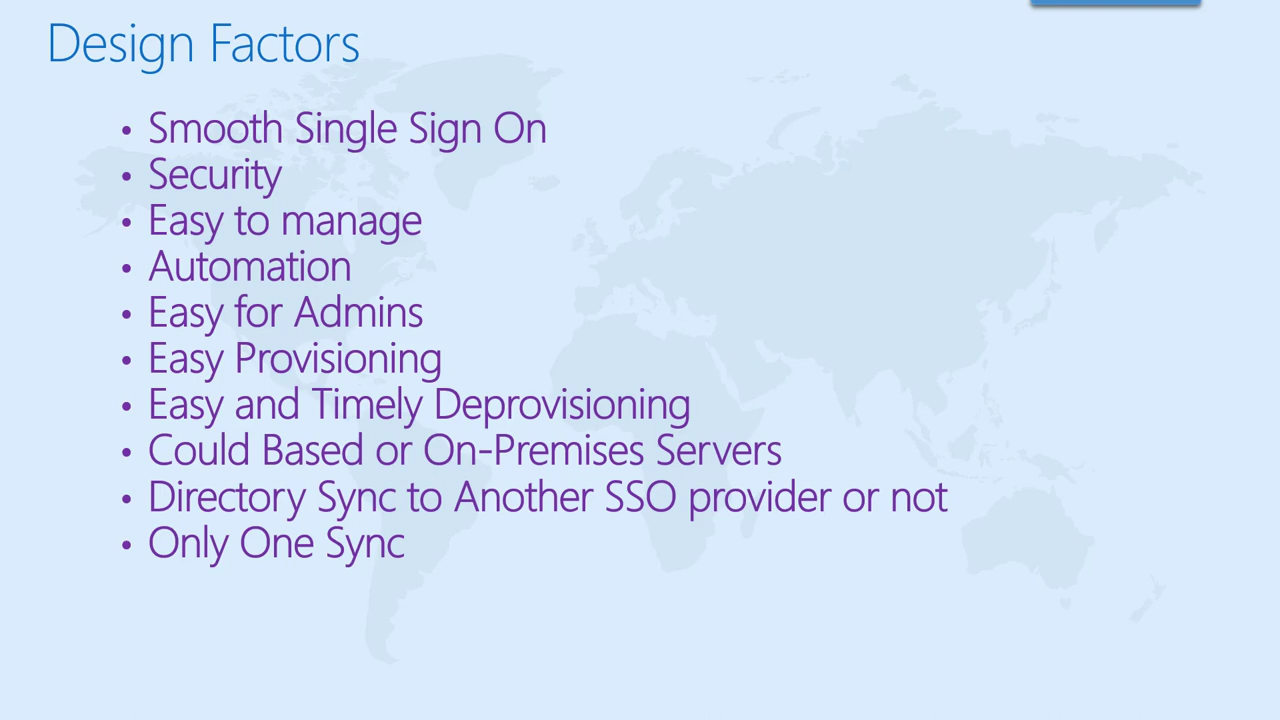 Design Factors
• Smooth Single Sign On
• Security
• Easy to manage
• Automation
• Easy for Admins
• Easy Provisioning
• Easy and Timely Deprovisioning
• Could Based or On-Premises Servers
• Directory Sync to Another SSO provider or not
• Only One Sync